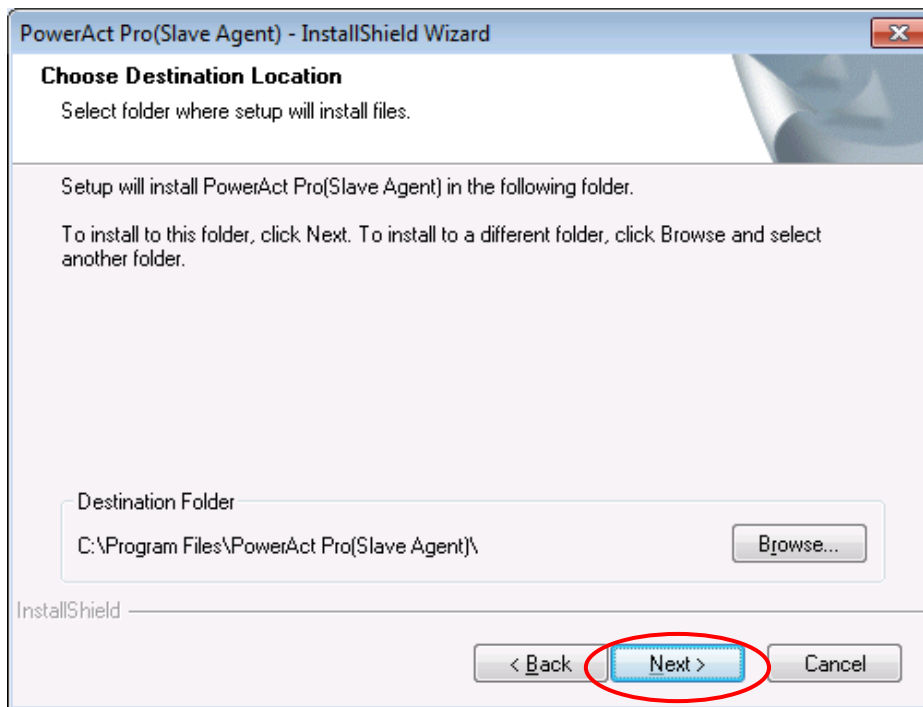 PowerAct Pro(Slave Agent) - InstallShield Wizard
Choose Destination Location
Select folder where setup will install files.
Setup will install PowerAct Pro(Slave Agent) in the following folder.
To install to this folder, click Next. To install to a different folder, click Browse and select
another folder.
Destination Folder
C:\Program Files\PowerAct Pro(Slave Agent)\
Browse...
InstallShield
< Back
Next >
Cancel